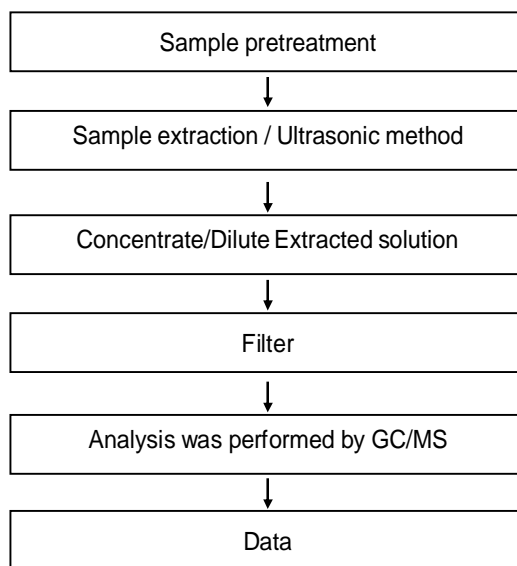 Sample pretreatment
Sample extraction / Ultrasonic method
Concentrate/Dilute Extracted solution
Filter
Analysis was performed by GC/MS
Data